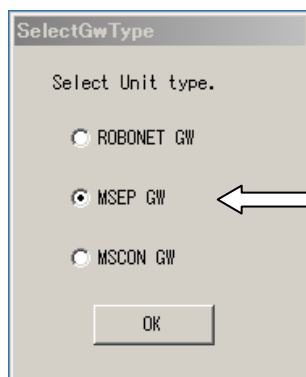 SelectGwType
Select Unit type.
ROBONET GW
MSEP GW
MSCON GW
OK